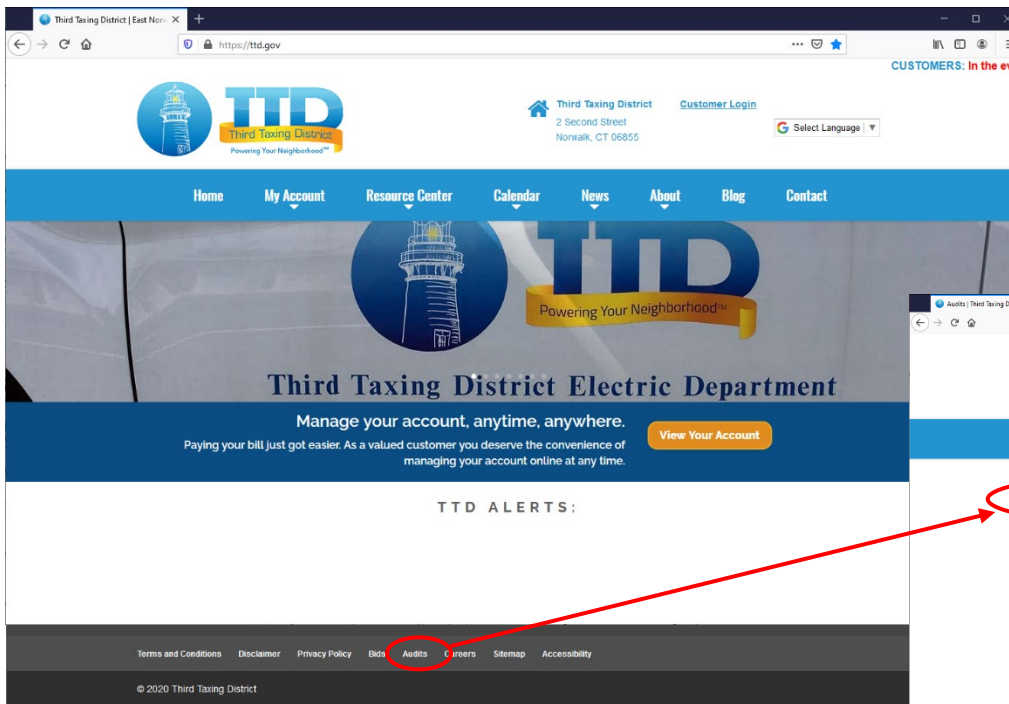 Third Taxing District | East Norw
https://ttd.gov
CUSTOMERS: In the ev
TTD
Third Taxing District
Powering Your Neighborhood™
Third Taxing District
2 Second Street
Norwalk, CT 06855
Customer Login
G Select Language ▼
Home My Account Resource Center Calendar News About Blog Contact
TTD
Powering Your Neighborhood™
Third Taxing District Electric Department
Manage your account, anytime, anywhere.
Paying your bill just got easier. As a valued customer you deserve the convenience of
managing your account online at any time.
View Your Account
Audits | Third Taxing D
TTD ALERTS:
Terms and Conditions Disclaimer Privacy Policy Bids Audits Careers Sitemap Accessibility
© 2020 Third Taxing District